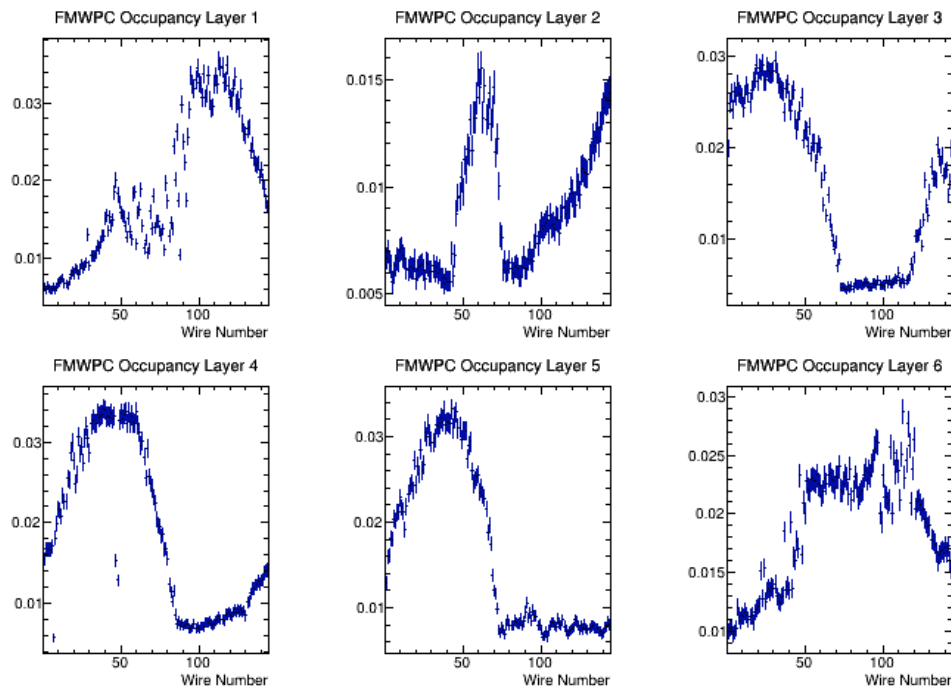 FMWPC Occupancy Layer 1
0.03
0.02
0.01
50
100
Wire Number
FMWPC Occupancy Layer 2
0.015
0.01
0.005
50
100
Wire Number
FMWPC Occupancy Layer 3
0.03
0.02
0.01
50
100
Wire Number
FMWPC Occupancy Layer 4
0.03
0.02
0.01
50
100
Wire Number
FMWPC Occupancy Layer 5
0.03
0.02
0.01
50
100
Wire Number
FMWPC Occupancy Layer 6
0.03
0.025
0.02
0.015
0.01
50
100
Wire Number